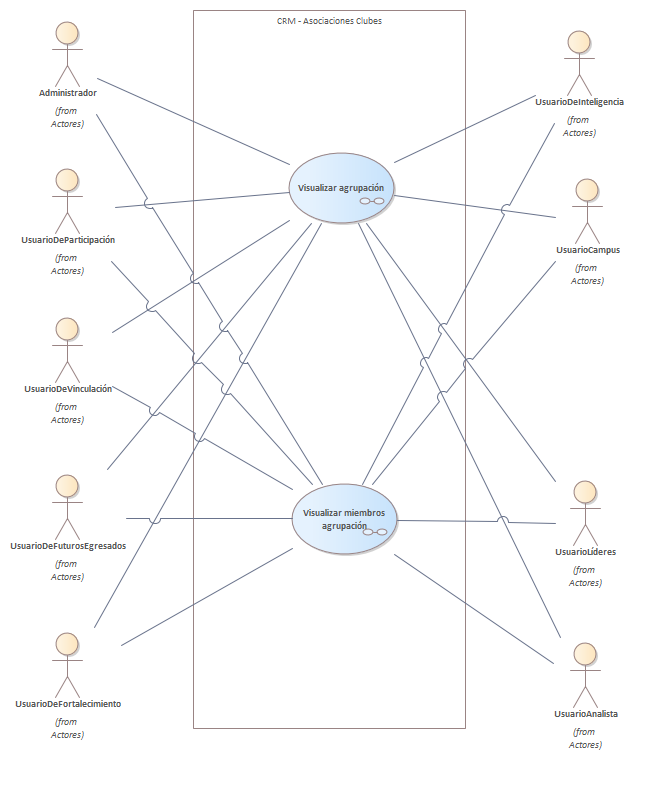 CRM - Asociaciones Clubes
Administrador
(from
Actores)
UsuarioDeInteligencia
(from
Actores)
Visualizar agrupación
UsuarioDeParticipación
(from
Actores)
UsuarioCampus
(from
Actores)
UsuarioDeVinculación
(from
Actores)
Visualizar miembros
agrupación
UsuarioDeFuturosEgresados
(from
Actores)
UsuarioLíderes
(from
Actores)
UsuarioDeFortalecimiento
(from
Actores)
UsuarioAnalista
(from
Actores)